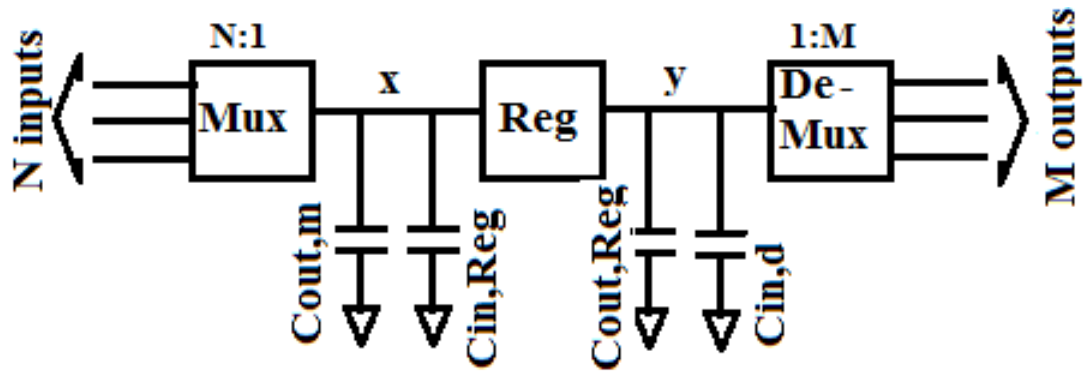 N:1
1:M
N inputs
Mux
x
Reg
y
De-
Mux
M outputs
Cout,m
Cin,Reg
Cout,Reg
Cin,d